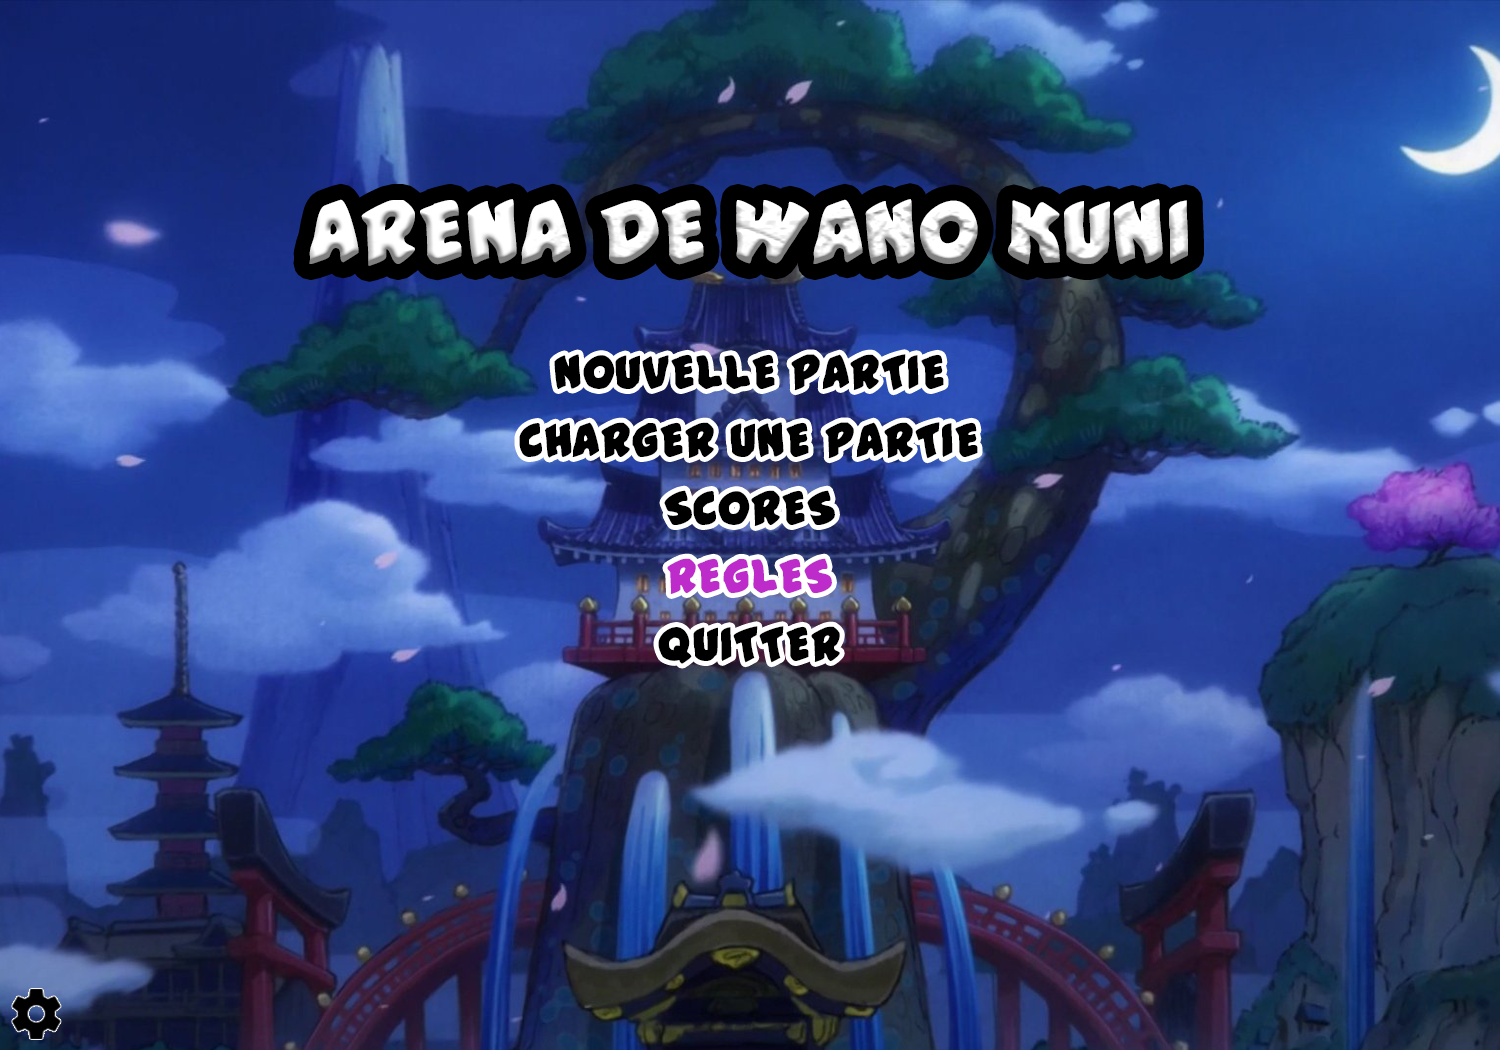 ARENA DE WANO KUNI
NOUVELLE PARTIE
CHARGER UNE PARTIE
SCORES
REGLES
QUITTER